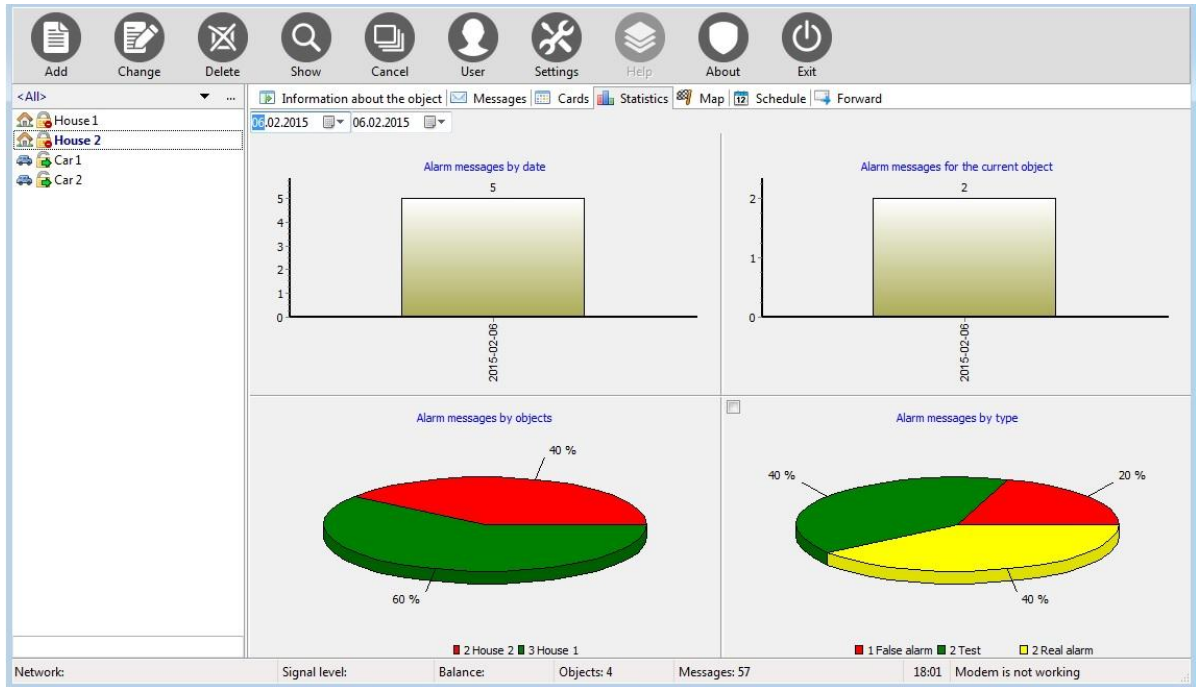 Add Change Delete Show Cancel User Settings Help About Exit
<All> ...
House 1
House 2
Car 1
Car 2
Information about the object Messages Cards Statistics Map 12 Schedule Forward
06.02.2015 06.02.2015
Alarm messages by date
5
5
4
3
2
1
0
2015-02-06
Alarm messages for the current object
2
2
1
0
2015-02-06
Alarm messages by objects
40 %
60 %
2 House 2 3 House 1
Alarm messages by type
40 % 20 %
40 %
1 False alarm 2 Test 2 Real alarm
Network: Signal level: Balance: Objects: 4 Messages: 57 18:01 Modem is not working